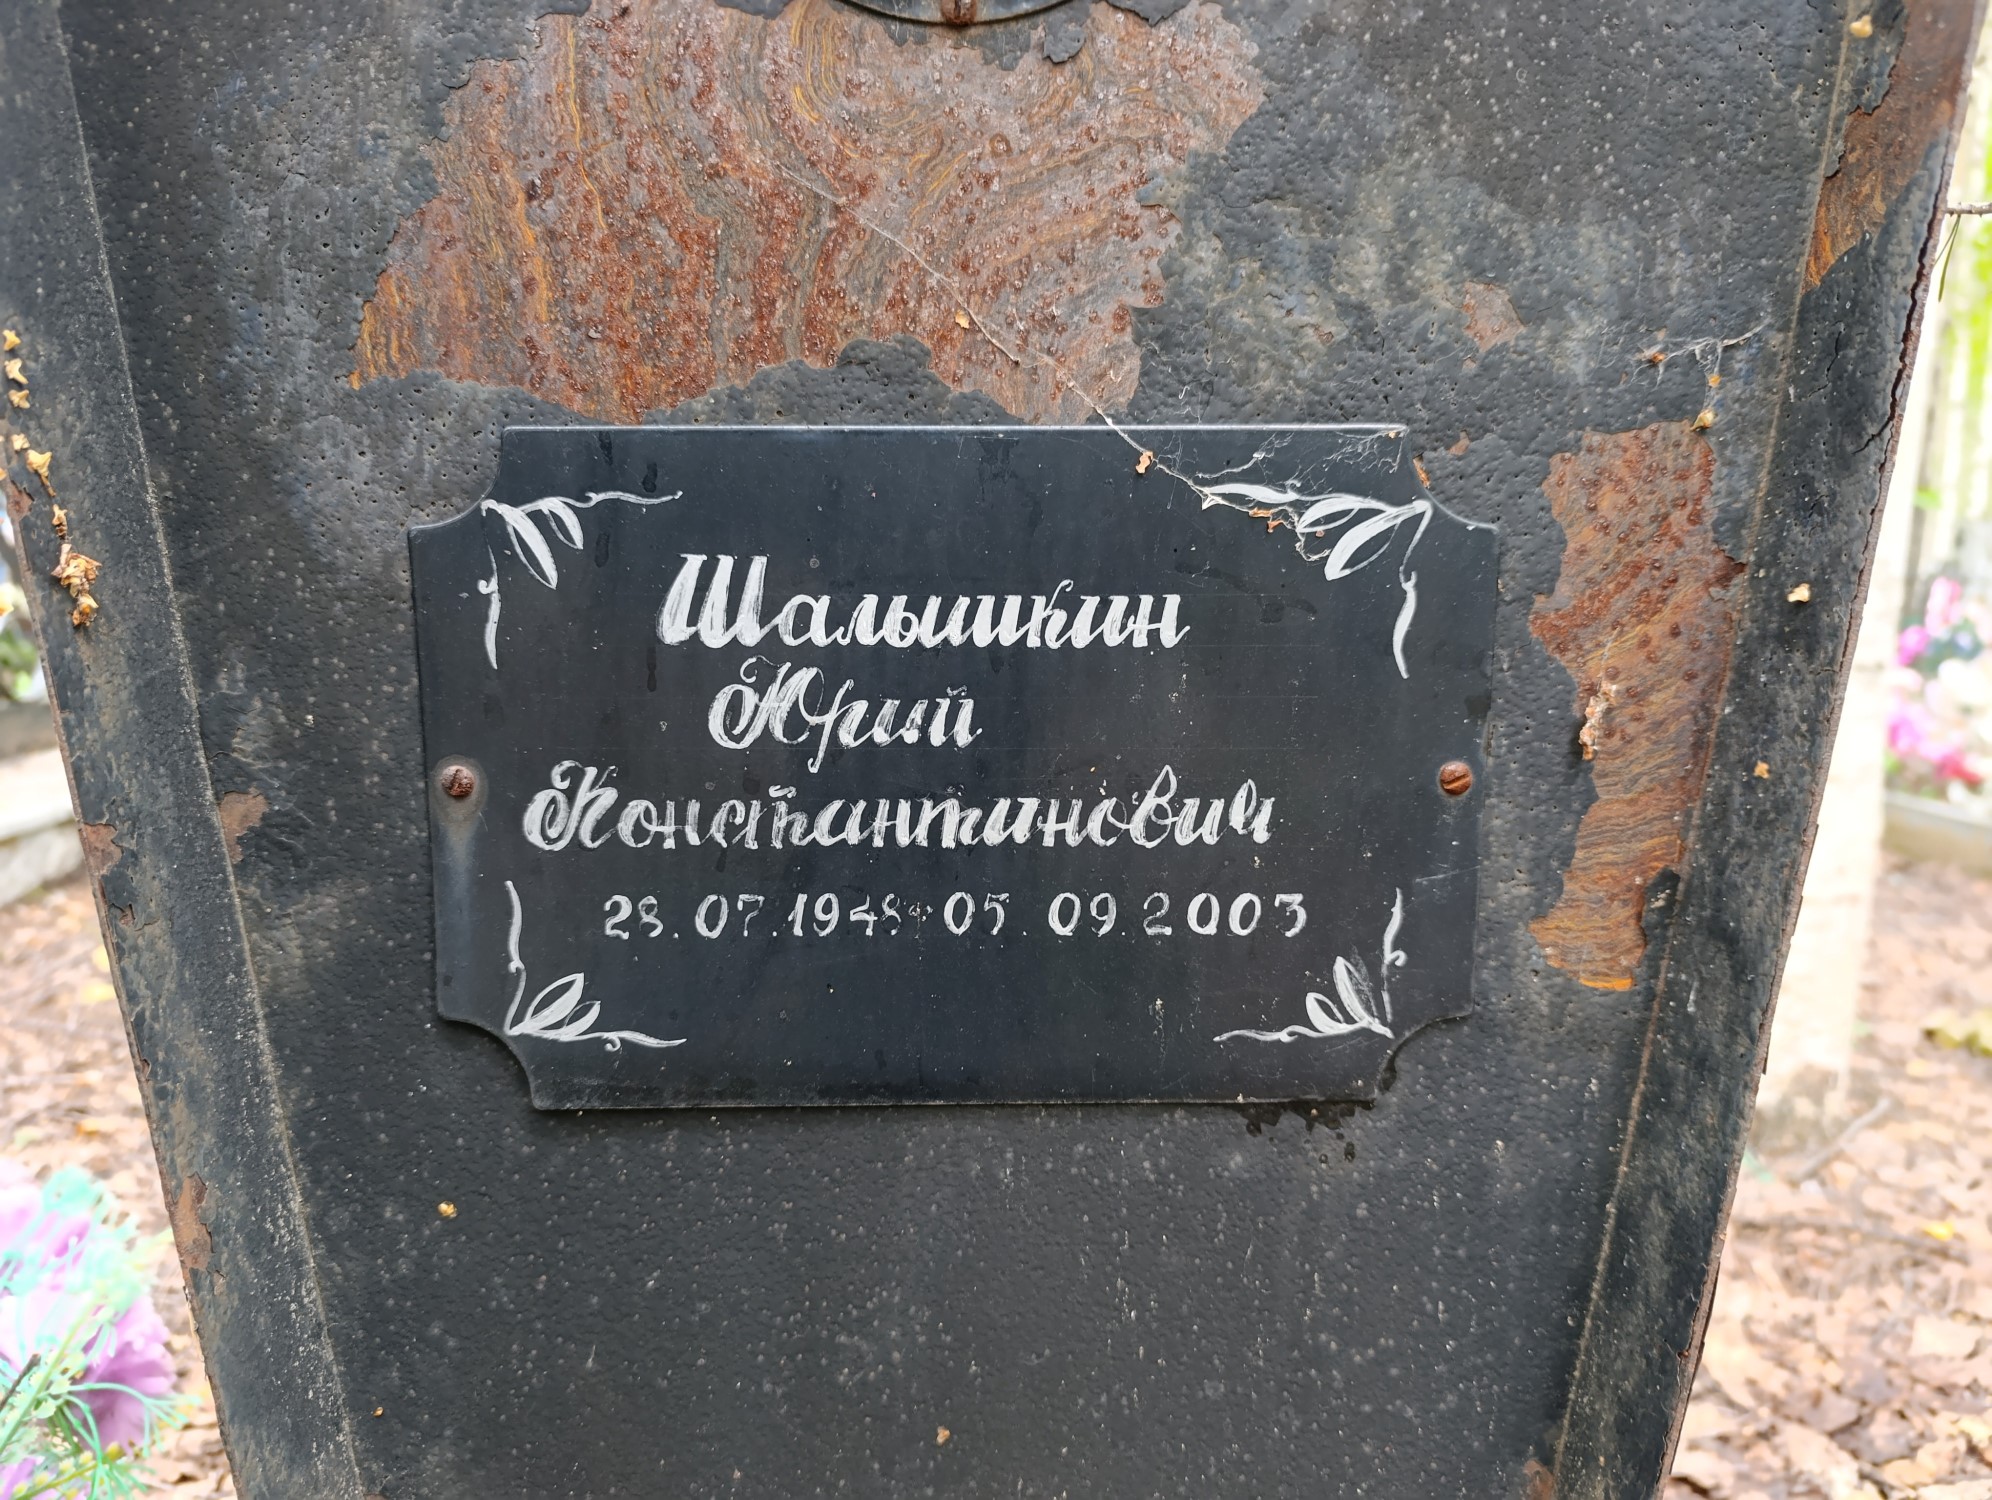 Шалышкин
Юрий
Константинович
28.07.1948 05.09.2003